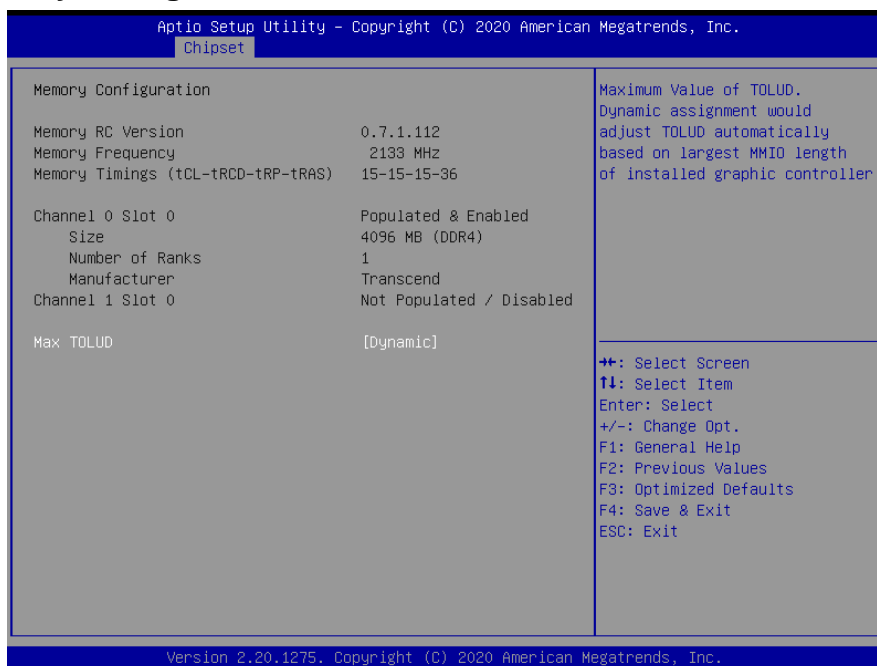 Aptio Setup Utility – Copyright (C) 2020 American Megatrends, Inc.
Chipset
Memory Configuration
Memory RC Version 0.7.1.112
Memory Frequency 2133 MHz
Memory Timings (tCL-tRCD-tRP-tRAS) 15-15-15-36
Channel 0 Slot 0 Populated & Enabled
Size 4096 MB (DDR4)
Number of Ranks 1
Manufacturer Transcend
Channel 1 Slot 0 Not Populated / Disabled
Max TOLUD [Dynamic]
Maximum Value of TOLUD.
Dynamic assignment would
adjust TOLUD automatically
based on largest MMIO length
of installed graphic controller
→←: Select Screen
↑↓: Select Item
Enter: Select
+/-: Change Opt.
F1: General Help
F2: Previous Values
F3: Optimized Defaults
F4: Save & Exit
ESC: Exit
Version 2.20.1275. Copyright (C) 2020 American Megatrends, Inc.